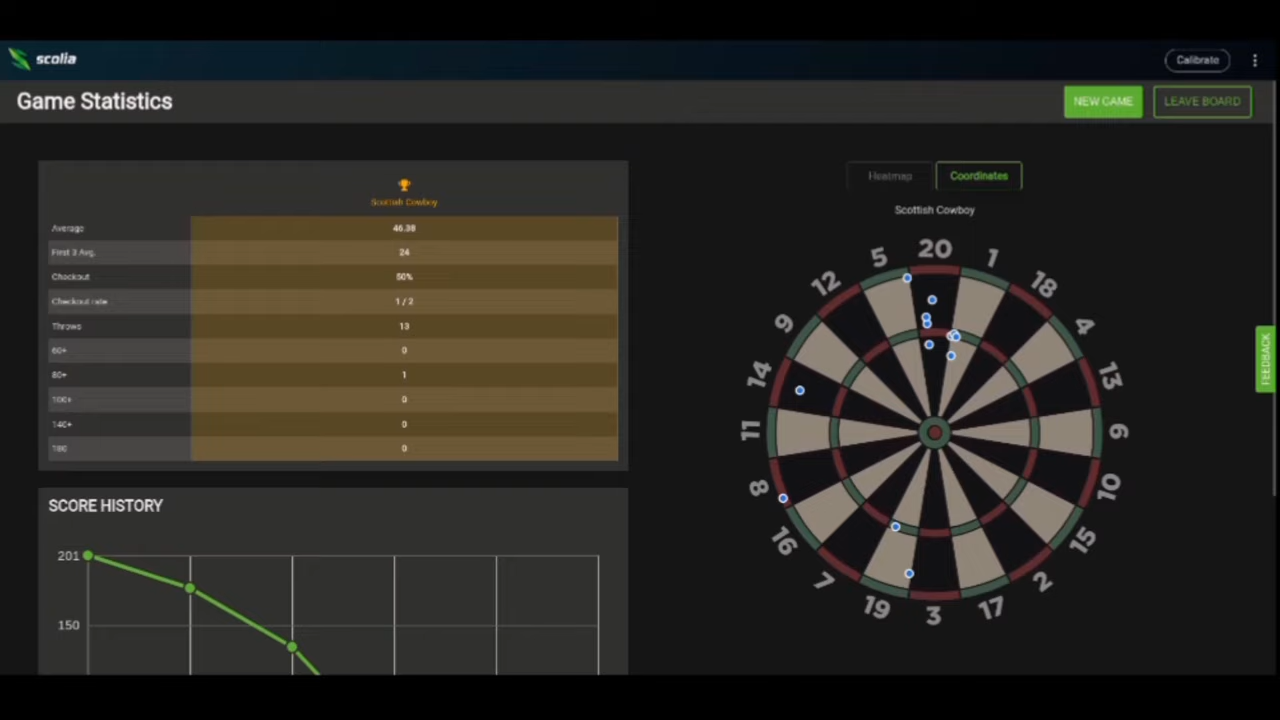 scolia
Calibrate
Game Statistics
NEW GAME
LEAVE BOARD
Scottish Cowboy
Average 46.38
First 3 Avg. 24
Checkout 50%
Checkout rate 1 / 2
Throws 13
60+ 0
80+ 1
100+ 0
140+ 0
180 0
SCORE HISTORY
201
150
Heatmap
Coordinates
Scottish Cowboy
20
1
18
4
13
6
10
15
2
17
3
19
7
16
8
11
14
9
12
5
FEEDBACK